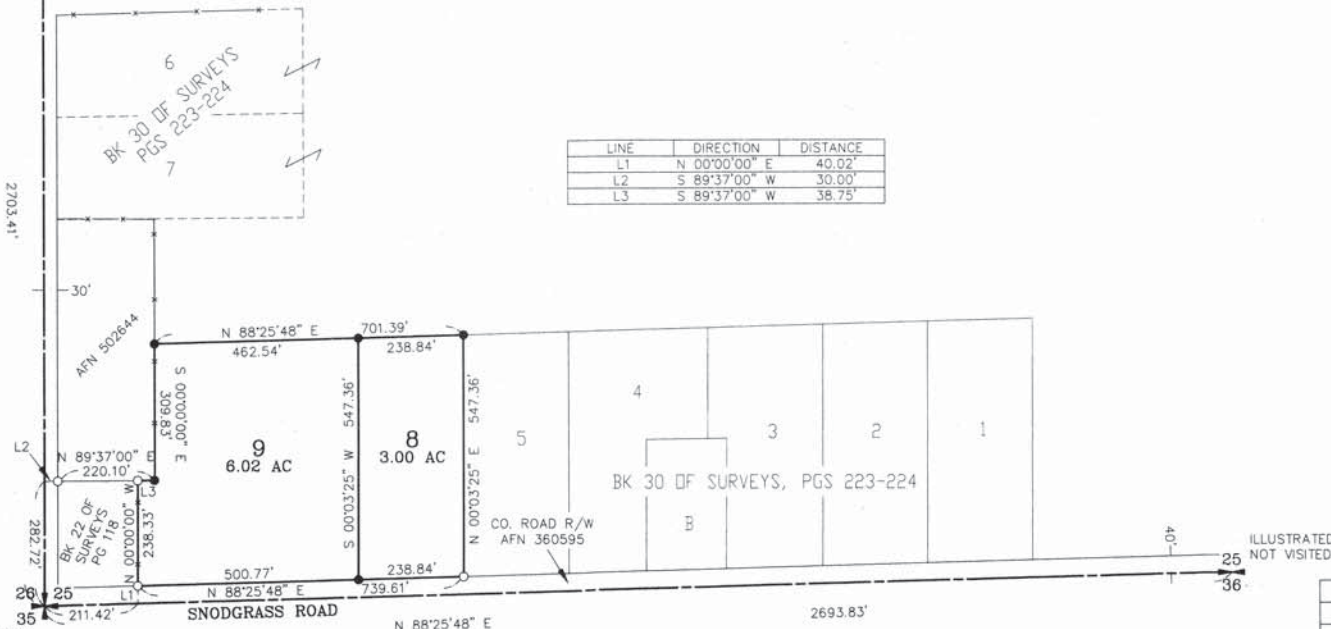 6
BK 30 OF SURVEYS
PGS 223-224
7
2703.41'
30'
AFN 502644
LINE DIRECTION DISTANCE
L1 N 00°00'00" E 40.02'
L2 S 89°37'00" W 30.00'
L3 S 89°37'00" W 38.75'
N 88°25'48" E 701.39'
462.54' 238.84'
S 00°00'00" E
309.83'
9
6.02 AC
S 00°03'25" W 547.36'
8
3.00 AC
N 00°03'25" E 547.36'
5
4
3
2
1
BK 30 OF SURVEYS, PGS 223-224
B
L2
N 89°37'00" E
220.10'
L3
BK 22 OF
SURVEYS
PG 118
N 00°00'00" W
238.33'
282.72'
CO. ROAD R/W
AFN 360595
40'
ILLUSTRATED
NOT VISITED
25
36
500.77' 238.84'
N 88°25'48" E 739.61'
26 25
35
L1
211.42'
SNODGRASS ROAD
2693.83'
N 88°25'48" E